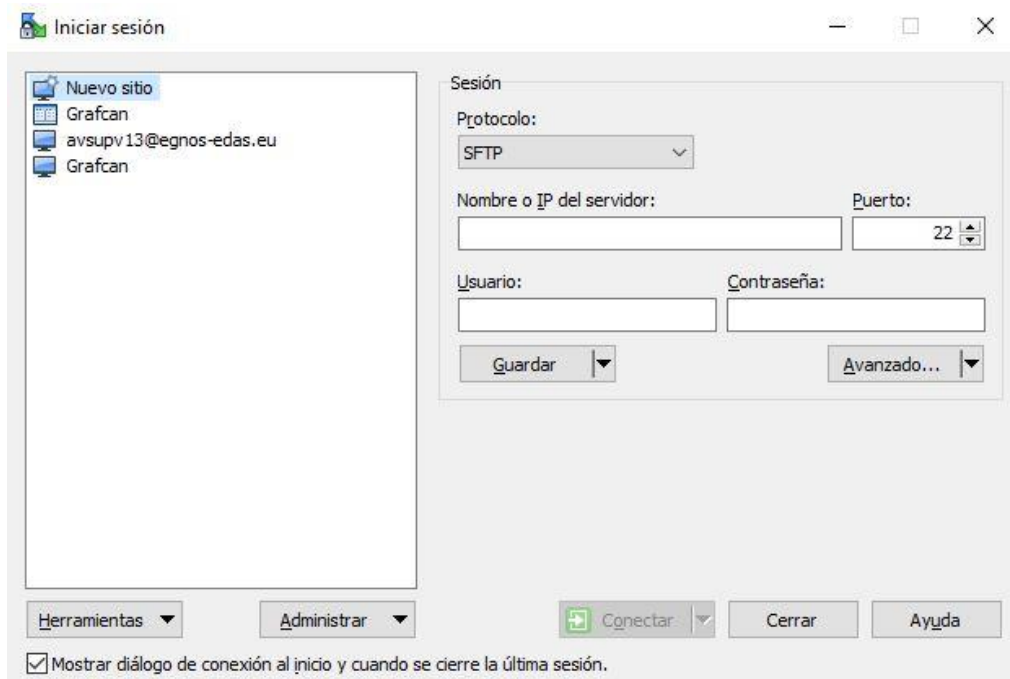 Iniciar sesión
Nuevo sitio
Grafcan
avsupv13@egnos-edas.eu
Grafcan
Sesión
Protocolo:
SFTP
Nombre o IP del servidor:
Puerto:
22
Usuario:
Contraseña:
Guardar
Avanzado...
Herramientas
Administrar
Conectar
Cerrar
Ayuda
Mostrar diálogo de conexión al inicio y cuando se cierre la última sesión.